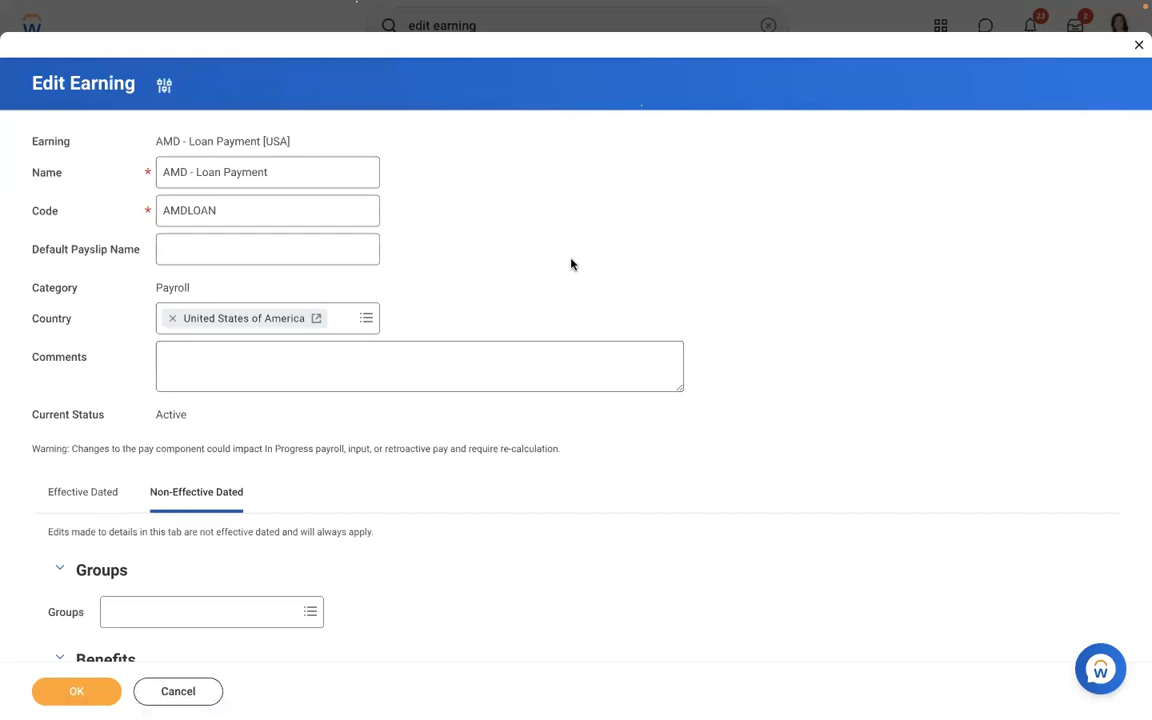 edit earning
23
2
Edit Earning
Earning AMD - Loan Payment [USA]
Name * AMD - Loan Payment
Code * AMDLOAN
Default Payslip Name
Category Payroll
Country United States of America
Comments
Current Status Active
Warning: Changes to the pay component could impact In Progress payroll, input, or retroactive pay and require re-calculation.
Effective Dated Non-Effective Dated
Edits made to details in this tab are not effective dated and will always apply.
Groups
Groups
Benefits
OK Cancel